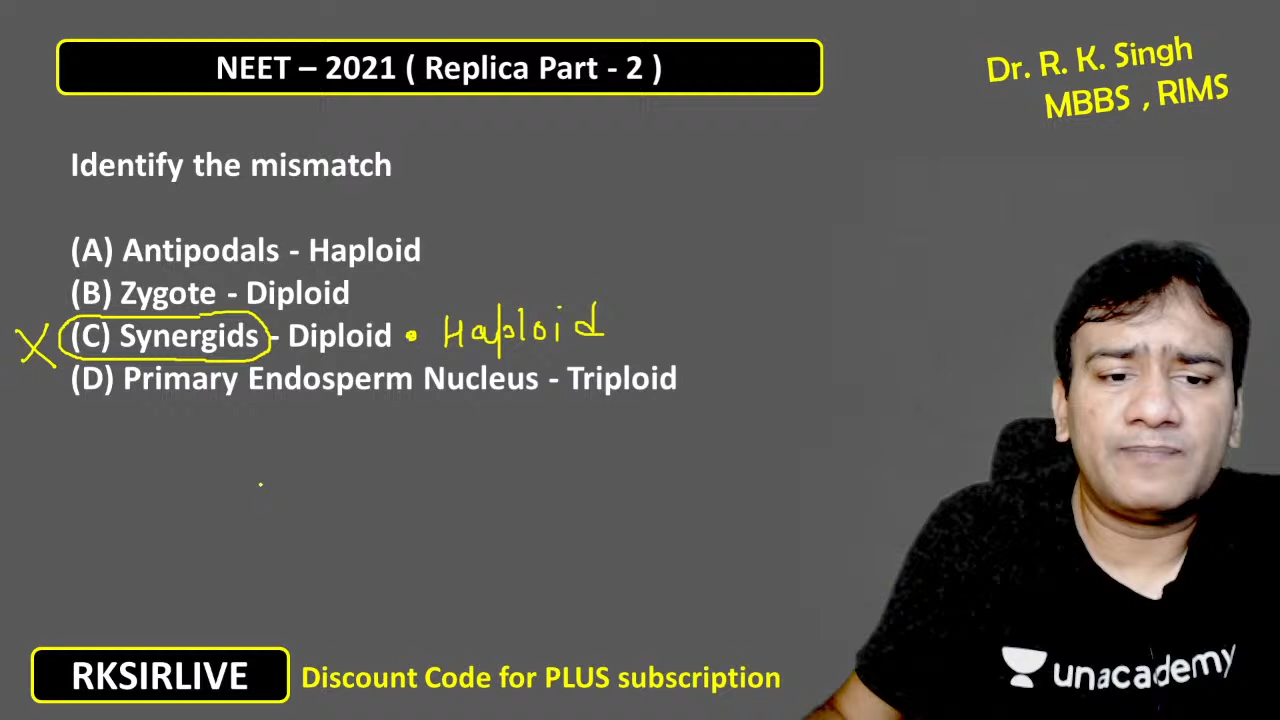 NEET – 2021 ( Replica Part - 2 )
Dr. R. K. Singh
MBBS , RIMS
Identify the mismatch
(A) Antipodals - Haploid
(B) Zygote - Diploid
X (C) Synergids - Diploid • Haploid
(D) Primary Endosperm Nucleus - Triploid
unacademy
RKSIRLIVE Discount Code for PLUS subscription